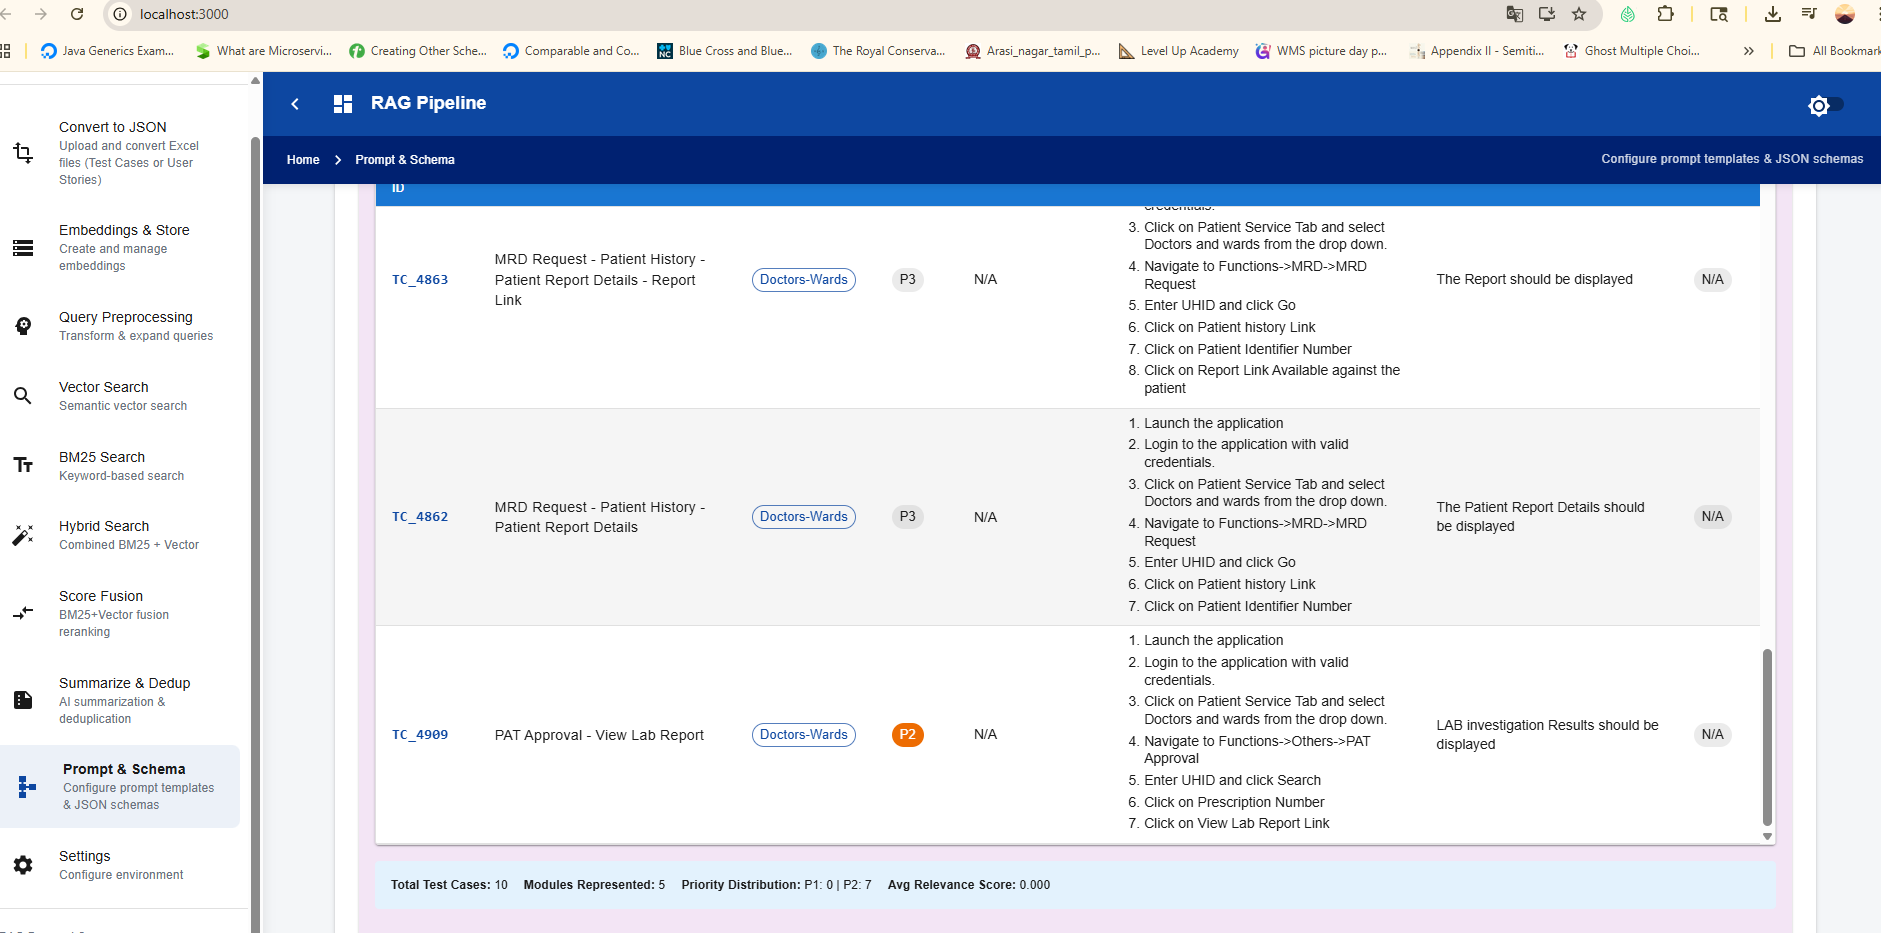 localhost:3000
Java Generics Exam...
What are Microservi...
Creating Other Sche...
Comparable and Co...
Blue Cross and Blue...
The Royal Conserva...
Arasi_nagar_tamil_p...
Level Up Academy
WMS picture day p...
Appendix II - Semiti...
Ghost Multiple Choi...
»
All Bookmark
Convert to JSON
Upload and convert Excel
files (Test Cases or User
Stories)
Embeddings & Store
Create and manage
embeddings
Query Preprocessing
Transform & expand queries
Vector Search
Semantic vector search
BM25 Search
Keyword-based search
Hybrid Search
Combined BM25 + Vector
Score Fusion
BM25+Vector fusion
reranking
Summarize & Dedup
AI summarization &
deduplication
Prompt & Schema
Configure prompt templates
& JSON schemas
Settings
Configure environment
RAG Pipeline
Home > Prompt & Schema
Configure prompt templates & JSON schemas
ID
TC_4863
MRD Request - Patient History -
Patient Report Details - Report
Link
Doctors-Wards
P3
N/A
credentials.
3. Click on Patient Service Tab and select
Doctors and wards from the drop down.
4. Navigate to Functions->MRD->MRD
Request
5. Enter UHID and click Go
6. Click on Patient history Link
7. Click on Patient Identifier Number
8. Click on Report Link Available against the
patient
The Report should be displayed
N/A
TC_4862
MRD Request - Patient History -
Patient Report Details
Doctors-Wards
P3
N/A
1. Launch the application
2. Login to the application with valid
credentials.
3. Click on Patient Service Tab and select
Doctors and wards from the drop down.
4. Navigate to Functions->MRD->MRD
Request
5. Enter UHID and click Go
6. Click on Patient history Link
7. Click on Patient Identifier Number
The Patient Report Details should
be displayed
N/A
TC_4909
PAT Approval - View Lab Report
Doctors-Wards
P2
N/A
1. Launch the application
2. Login to the application with valid
credentials.
3. Click on Patient Service Tab and select
Doctors and wards from the drop down.
4. Navigate to Functions->Others->PAT
Approval
5. Enter UHID and click Search
6. Click on Prescription Number
7. Click on View Lab Report Link
LAB investigation Results should be
displayed
N/A
Total Test Cases: 10 Modules Represented: 5 Priority Distribution: P1: 0 | P2: 7 Avg Relevance Score: 0.000